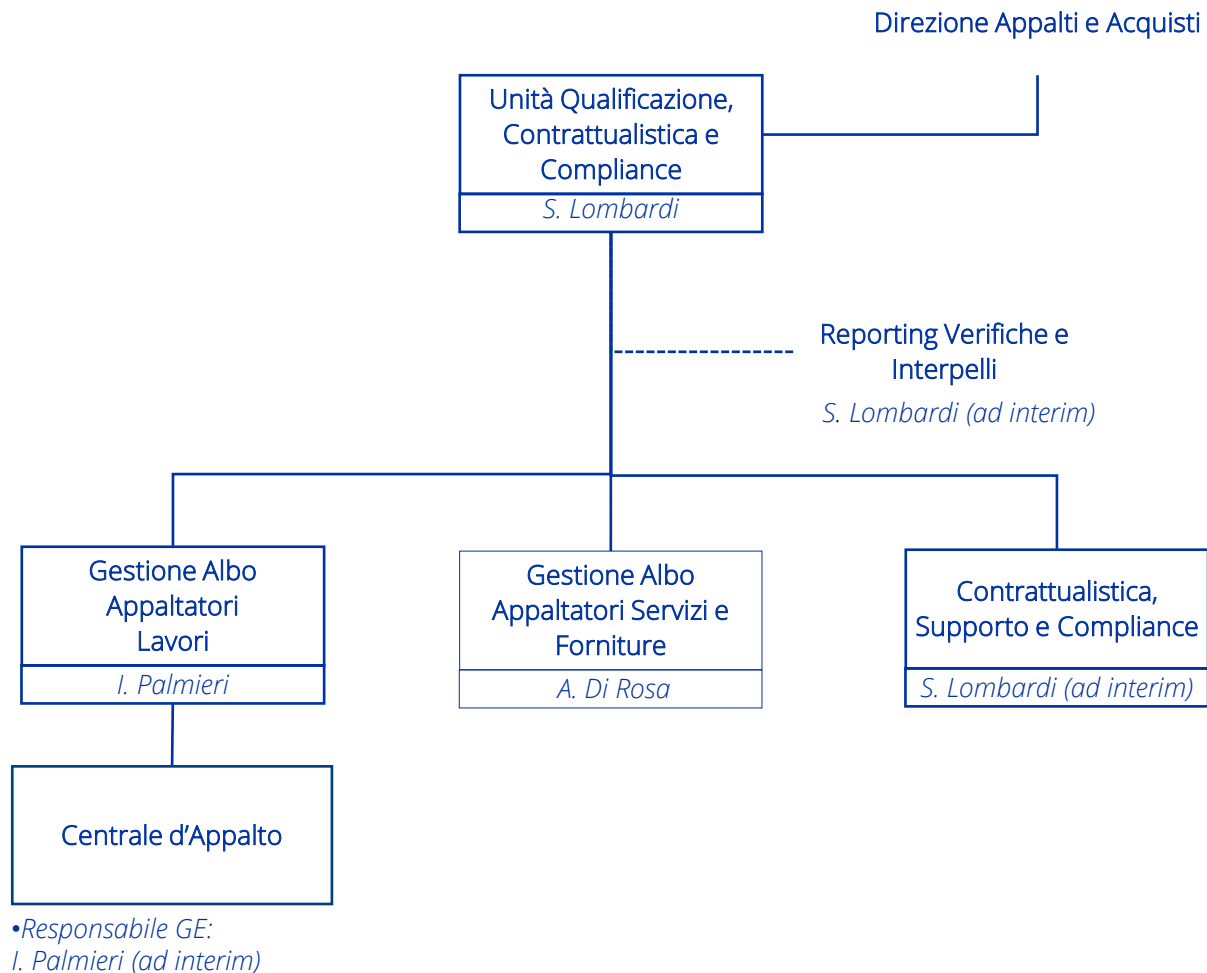 Direzione Appalti e Acquisti
Unità Qualificazione,
Contrattualistica e
Compliance
S. Lombardi
Reporting Verifiche e
Interpelli
S. Lombardi (ad interim)
Gestione Albo
Appaltatori
Lavori
I. Palmieri
Gestione Albo
Appaltatori Servizi e
Forniture
A. Di Rosa
Contrattualistica,
Supporto e Compliance
S. Lombardi (ad interim)
Centrale d’Appalto
•Responsabile GE:
I. Palmieri (ad interim)